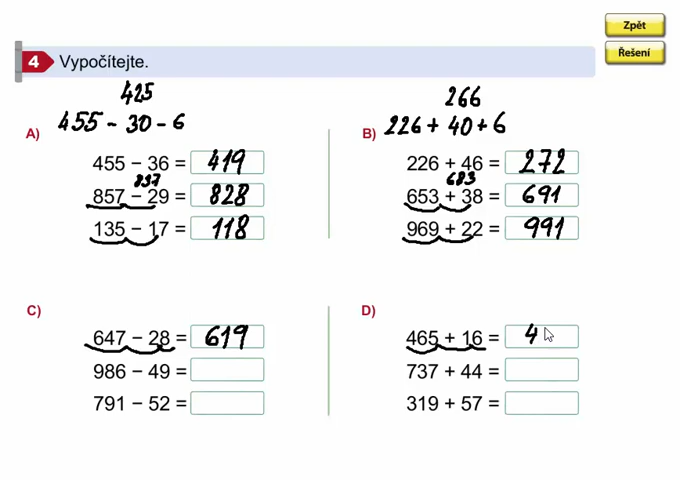 Zpět
Řešení
4 Vypočítejte.
425
455 - 30 - 6
A)
455 − 36 = 419
837
857 − 29 = 828
135 − 17 = 118
266
226 + 40 + 6
B)
226 + 46 = 272
683
653 + 38 = 691
969 + 22 = 991
C)
647 − 28 = 619
986 − 49 =
791 − 52 =
D)
465 + 16 = 4
737 + 44 =
319 + 57 =